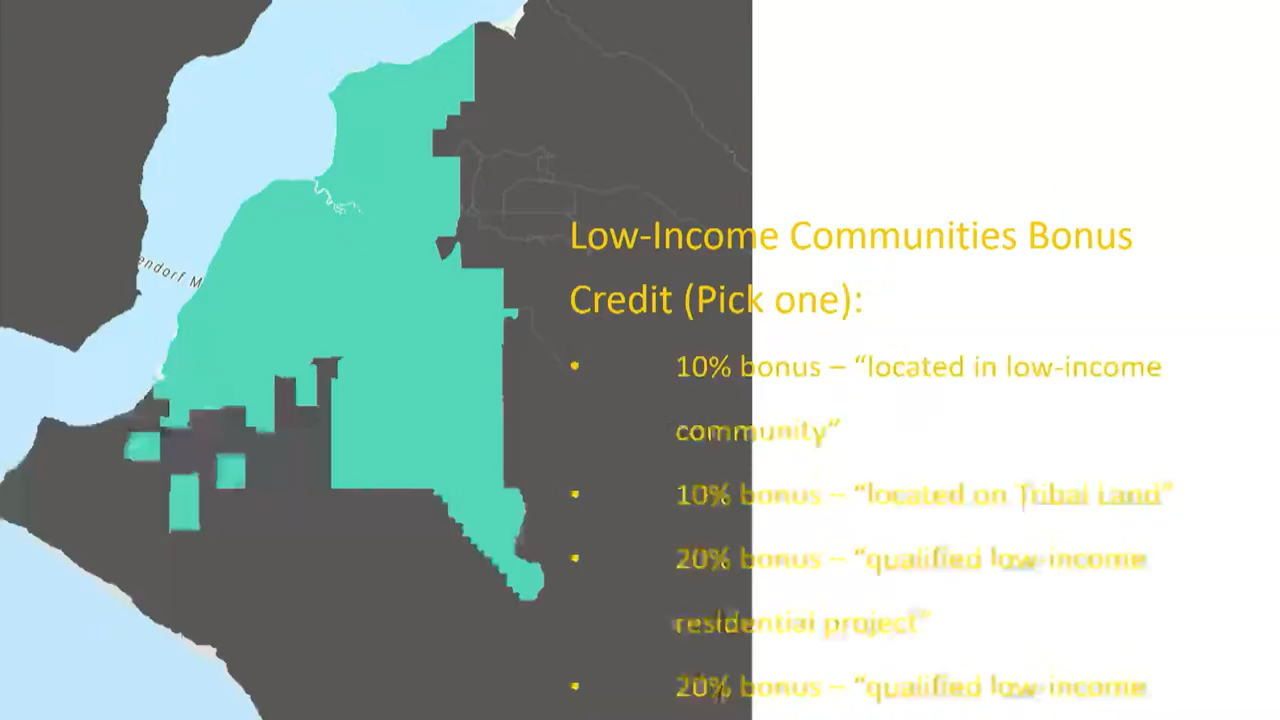 endorf M
Low-Income Communities Bonus
Credit (Pick one):
• 10% bonus – “located in low-income
community”
• 10% bonus – “located on Tribal Land”
• 20% bonus – “qualified low-income
residential project”
• 20% bonus – “qualified low-income